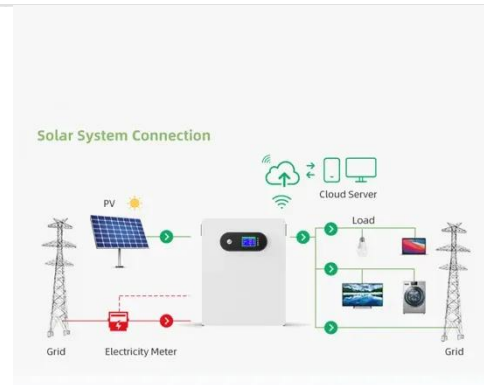 Solar System Connection
Cloud Server
PV
Load
Grid
Electricity Meter
Grid